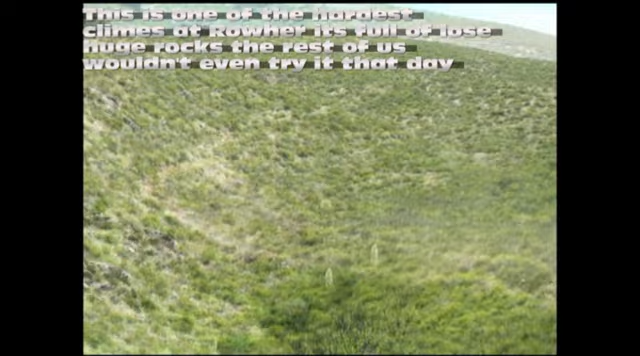 This is one of the hardest
climes at Rowher its full of lose
huge rocks the rest of us
wouldn't even try it that day